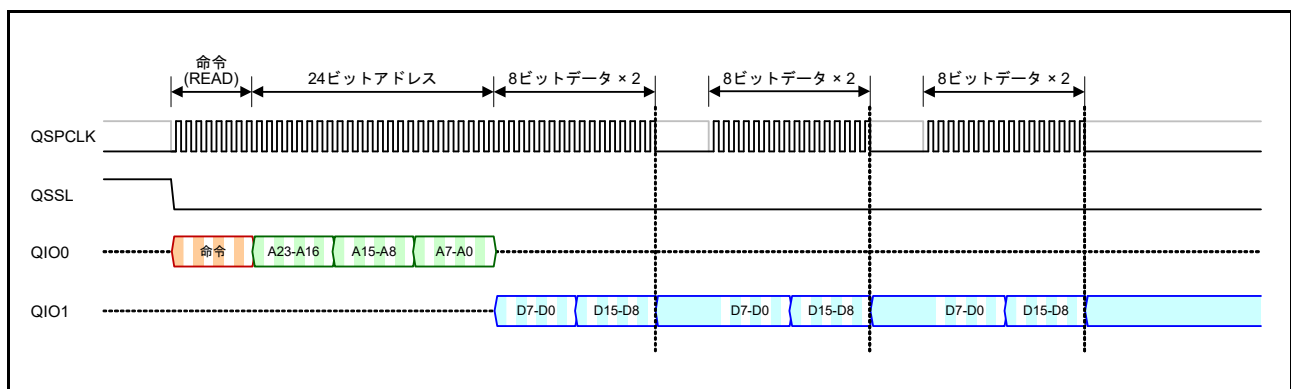 命令
(READ)
24ビットアドレス
8ビットデータ × 2
8ビットデータ × 2
8ビットデータ × 2
QSPCLK
QSSL
QIO0
命令
A23-A16
A15-A8
A7-A0
QIO1
D7-D0
D15-D8
D7-D0
D15-D8
D7-D0
D15-D8